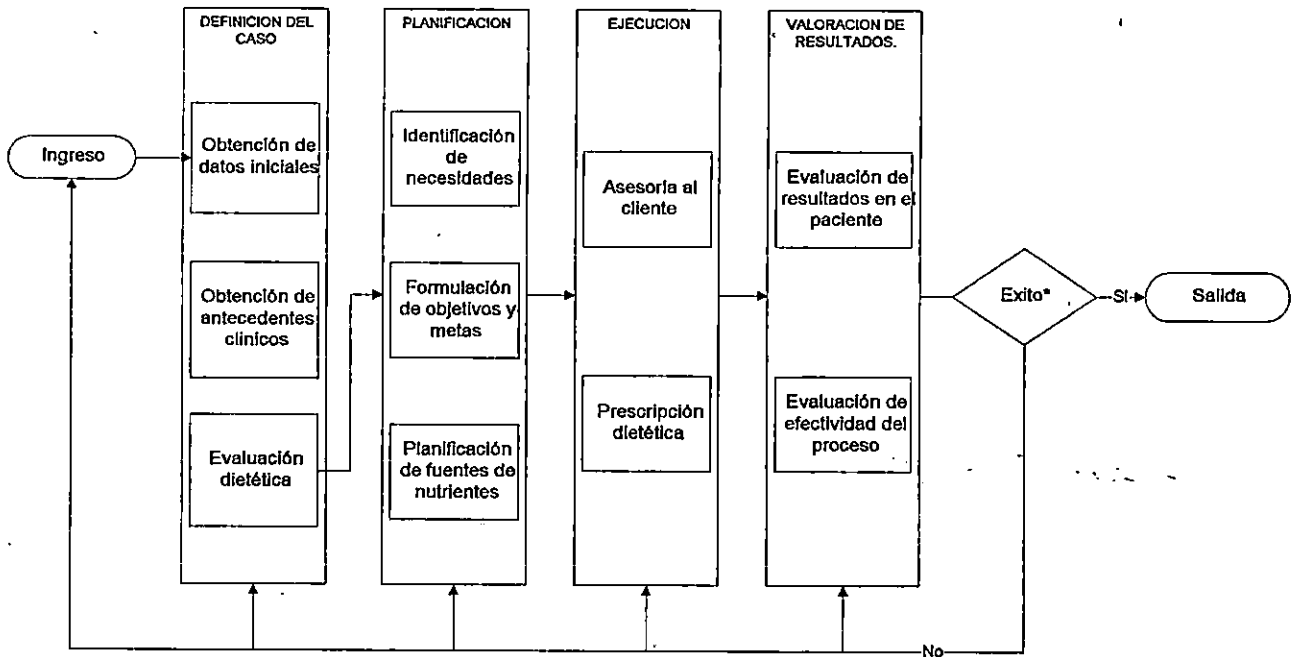 DEFINICION DEL
CASO
PLANIFICACION
EJECUCION
VALORACION DE
RESULTADOS.
Ingreso
Obtención de
datos iniciales
Obtención de
antecedentes
clinicos
Evaluación
dietética
Identificación
de
necesidades
Formulación
de objetivos y
metas
Planificación
de fuentes de
nutrientes
Asesoria al
cliente
Prescripción
dietética
Evaluación de
resultados en el
paciente
Evaluación de
efectividad del
proceso
Exito*
Si
Salida
No